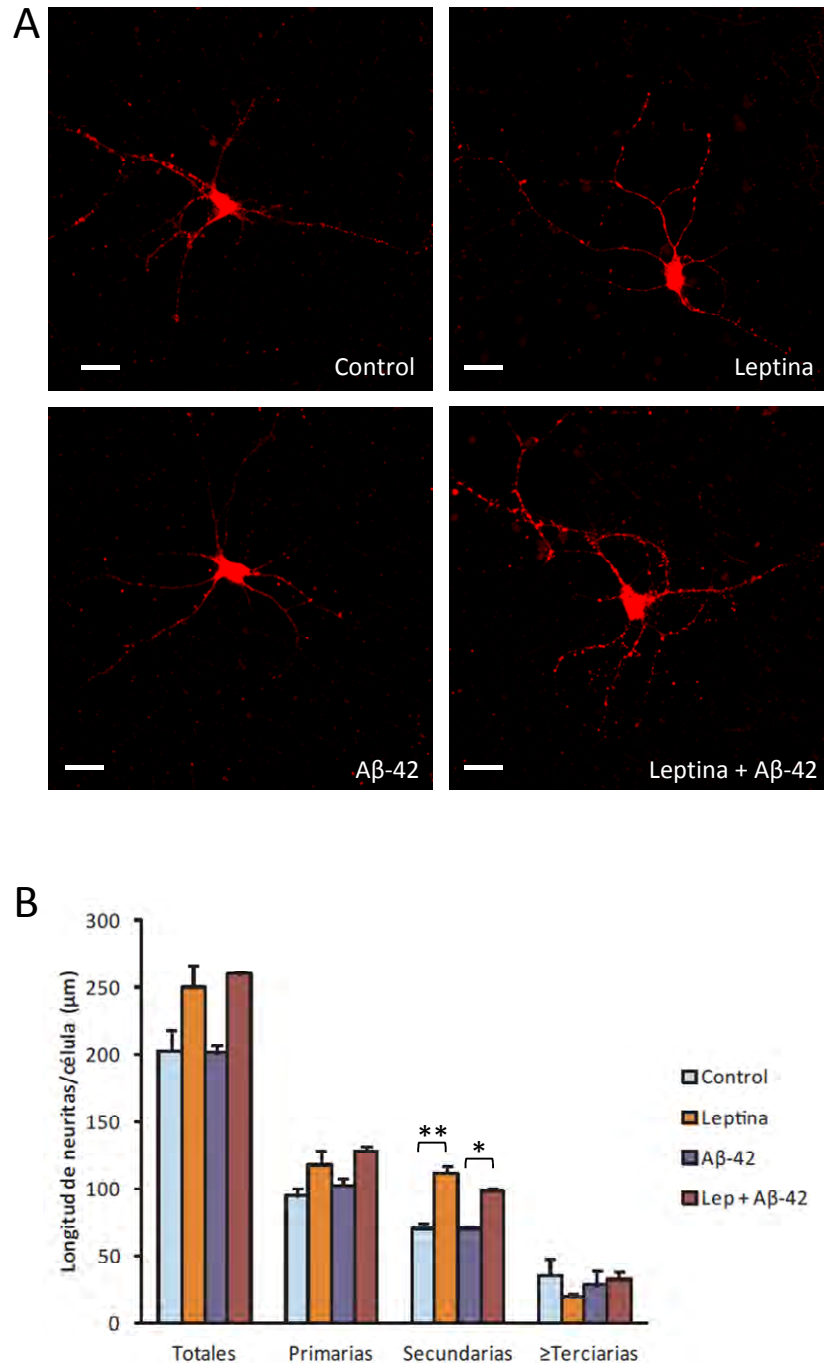 A
Control
Leptina
Aβ-42
Leptina + Aβ-42
B
Longitud de neuritas/célula (μm)
300
250
200
150
100
50
0
** *
Totales Primarias Secundarias ≥Terciarias
Control
Leptina
Aβ-42
Lep + Aβ-42